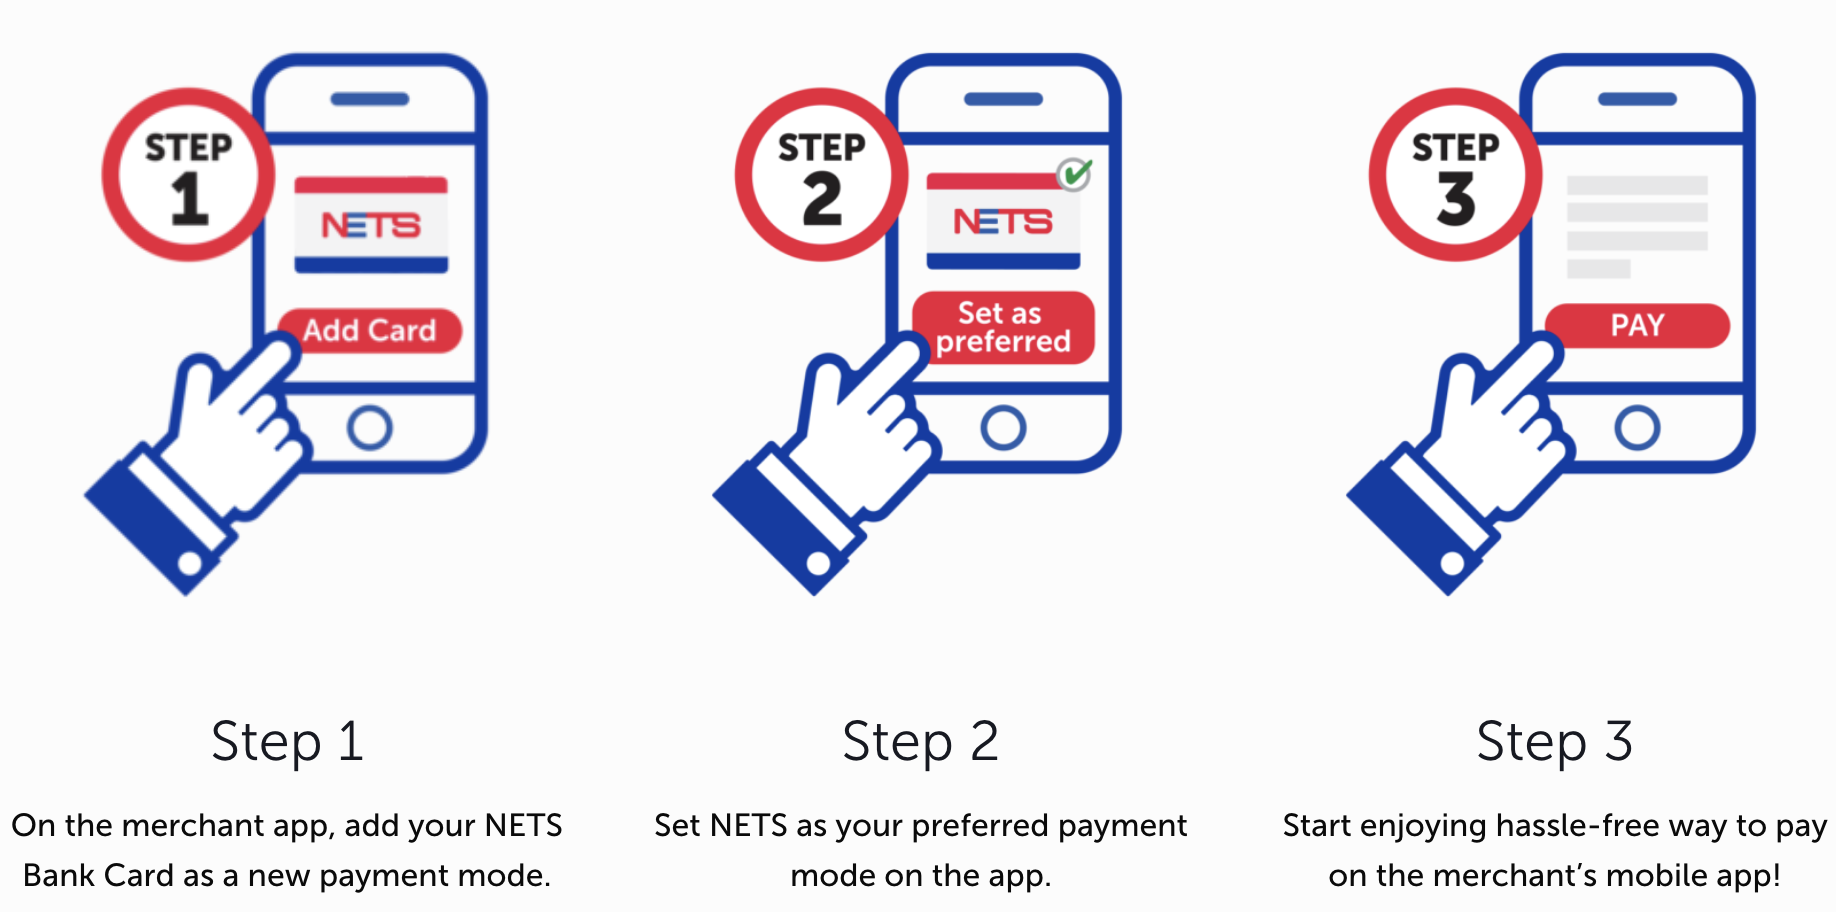 STEP
1
NETS
Add Card
STEP
2
NETS
Set as
preferred
STEP
3
PAY
Step 1
On the merchant app, add your NETS
Bank Card as a new payment mode.
Step 2
Set NETS as your preferred payment
mode on the app.
Step 3
Start enjoying hassle-free way to pay
on the merchant’s mobile app!